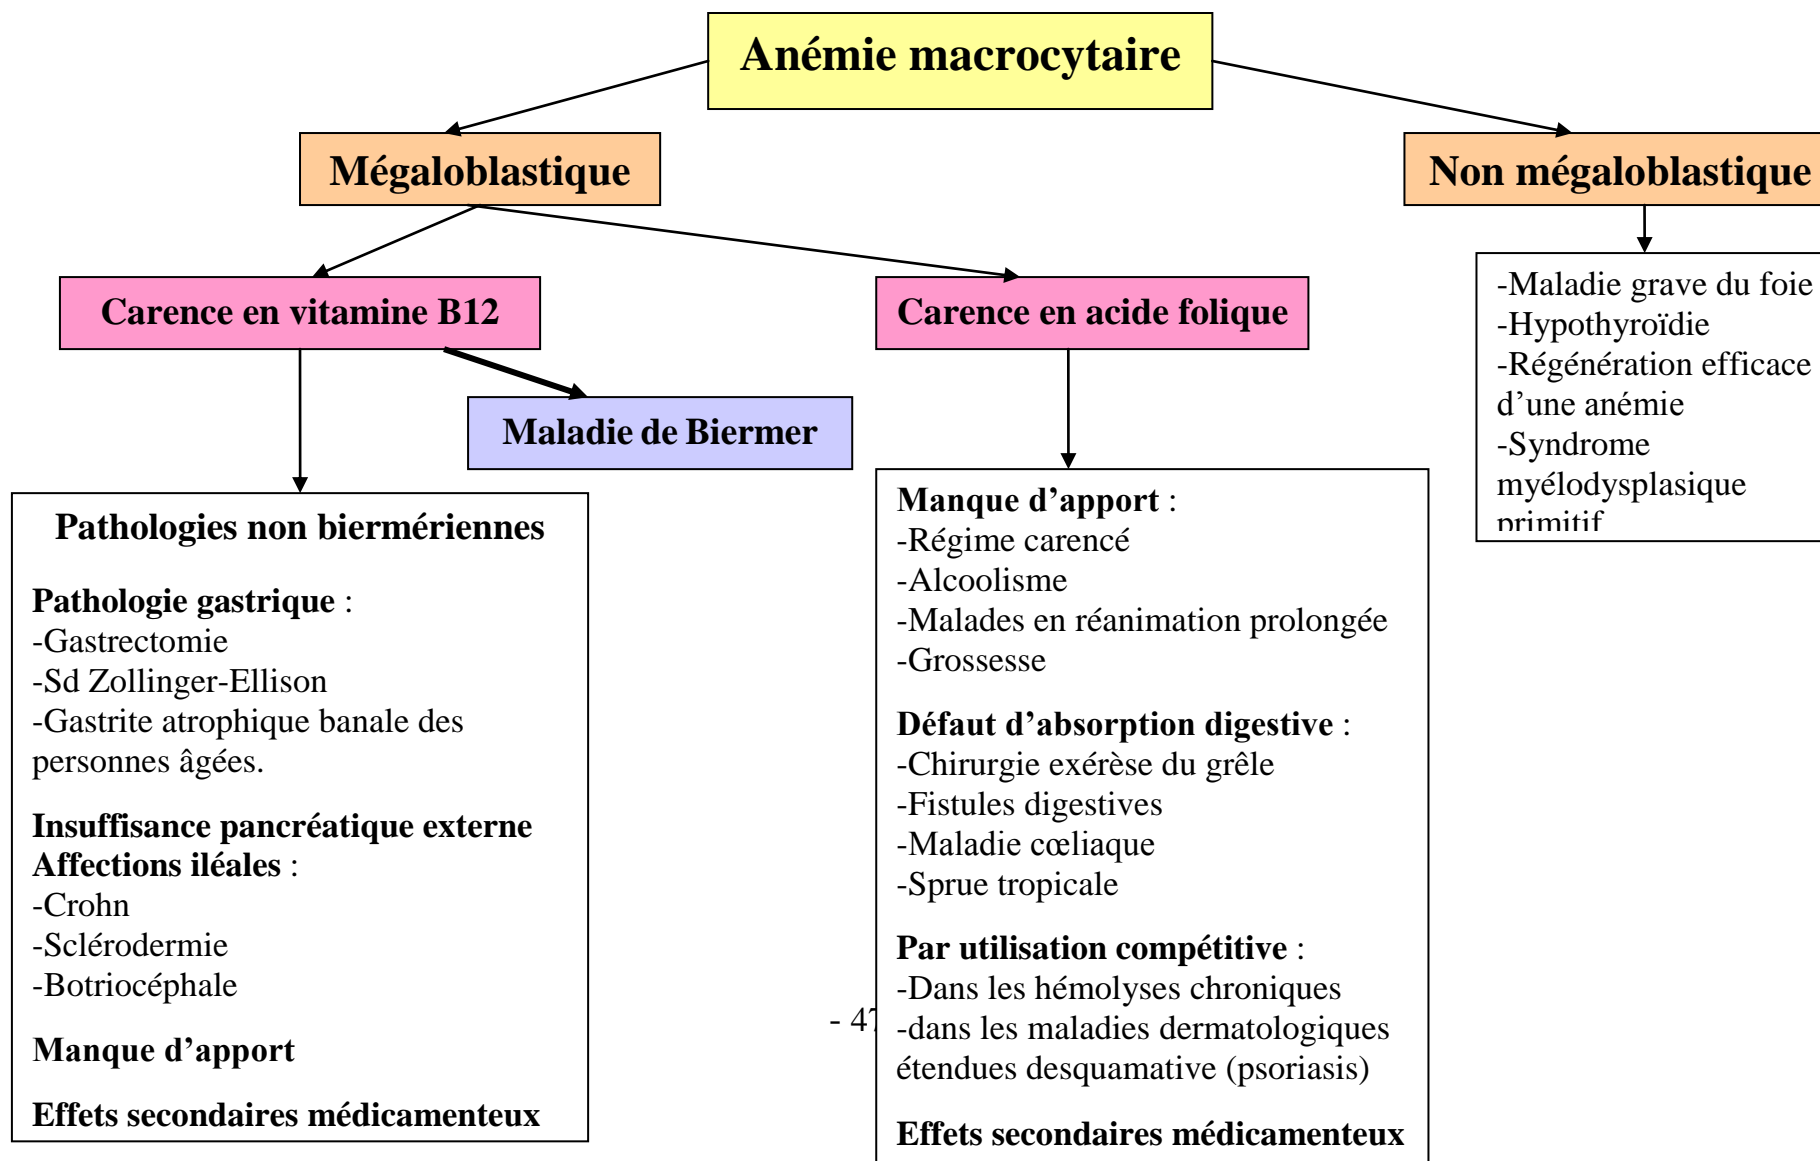 Anémie macrocytaire
Mégaloblastique
Non mégaloblastique
Carence en vitamine B12
Carence en acide folique
Maladie de Biermer
-Maladie grave du foie
-Hypothyroïdie
-Régénération efficace
d’une anémie
-Syndrome
myélodysplasique
primitif
Pathologies non biermériennes
Pathologie gastrique :
-Gastrectomie
-Sd Zollinger-Ellison
-Gastrite atrophique banale des
personnes âgées.
Insuffisance pancréatique externe
Affections iléales :
-Crohn
-Sclérodermie
-Botriocéphale
Manque d’apport
Effets secondaires médicamenteux
Manque d’apport :
-Régime carencé
-Alcoolisme
-Malades en réanimation prolongée
-Grossesse
Défaut d’absorption digestive :
-Chirurgie exérèse du grêle
-Fistules digestives
-Maladie cœliaque
-Sprue tropicale
Par utilisation compétitive :
-Dans les hémolyses chroniques
-dans les maladies dermatologiques
étendues desquamative (psoriasis)
Effets secondaires médicamenteux
- 47